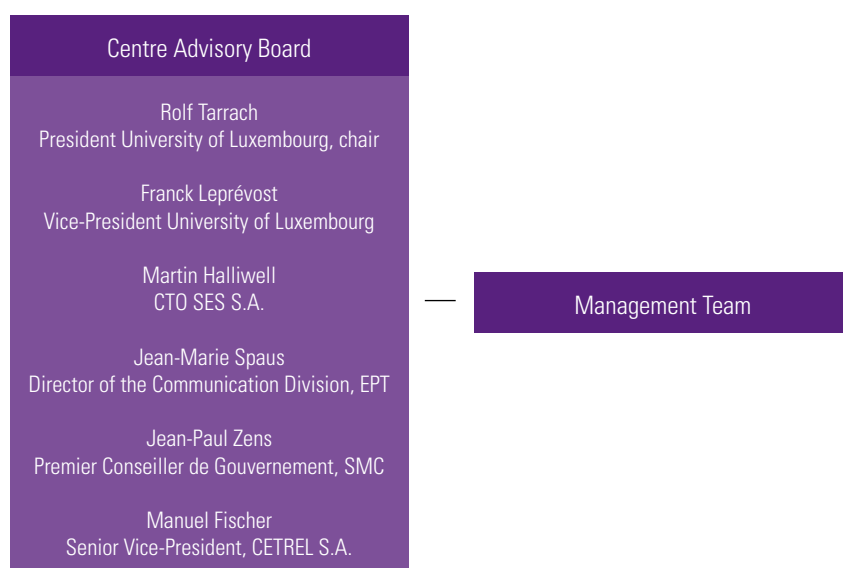 Centre Advisory Board
Rolf Tarrach
President University of Luxembourg, chair
Franck Leprévost
Vice-President University of Luxembourg
Martin Halliwell
CTO SES S.A.
Jean-Marie Spaus
Director of the Communication Division, EPT
Jean-Paul Zens
Premier Conseiller de Gouvernement, SMC
Manuel Fischer
Senior Vice-President, CETREL S.A.
Management Team